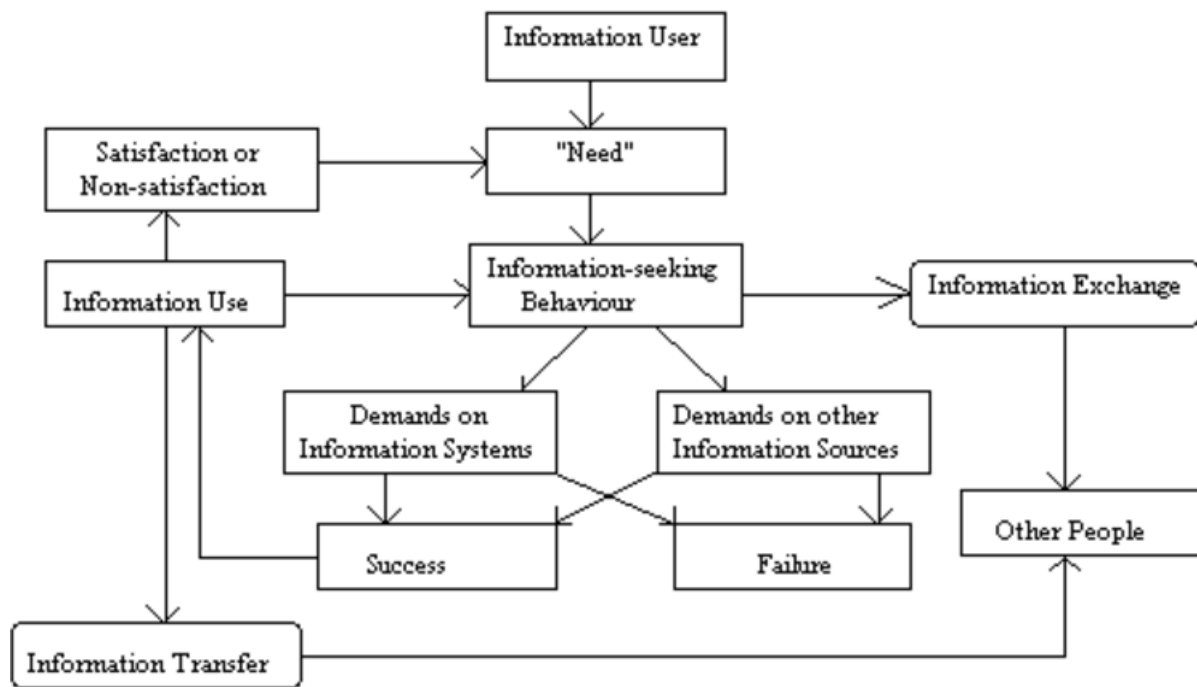 Information User
Satisfaction or
Non-satisfaction
"Need"
Information Use
Information-seeking
Behaviour
Information Exchange
Demands on
Information Systems
Demands on other
Information Sources
Success
Failure
Other People
Information Transfer